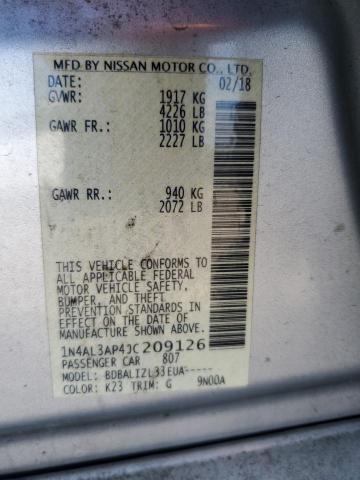 MFD BY NISSAN MOTOR CO., LTD.
DATE: 02/18
GVWR: 1917 KG
4226 LB
GAWR FR: 1010 KG
2227 LB
GAWR RR: 940 KG
2072 LB
THIS VEHICLE CONFORMS TO
ALL APPLICABLE FEDERAL
MOTOR VEHICLE SAFETY,
BUMPER, AND THEFT
PREVENTION STANDARDS IN
EFFECT ON THE DATE OF
MANUFACTURE SHOWN ABOVE.
1N4AL3AP4JC209126
PASSENGER CAR 807
MODEL: BDBALIZL33EUA-----
COLOR: K23 TRIM: G 9N00A